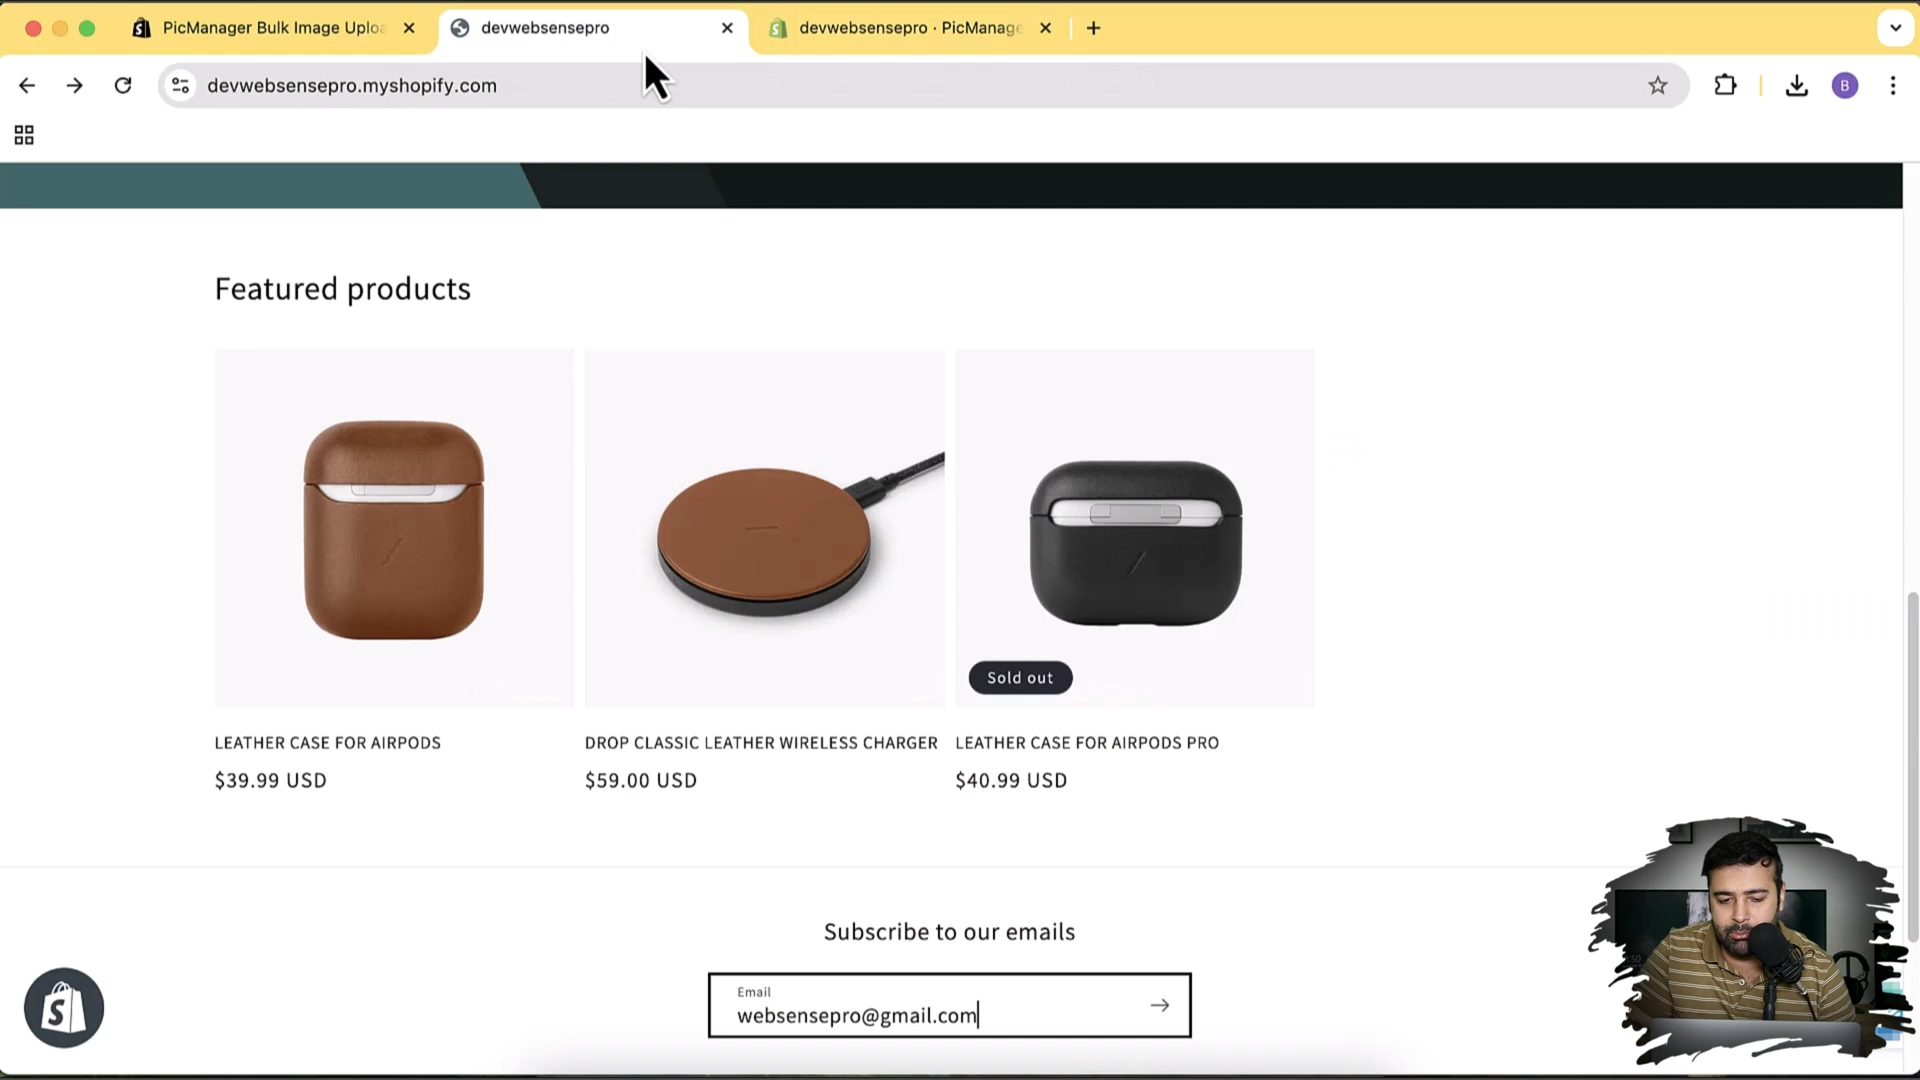 PicManager Bulk Image Uploa
devwebsensepro
devwebsensepro · PicManage
devwebsensepro.myshopify.com
B
Featured products
Sold out
LEATHER CASE FOR AIRPODS
$39.99 USD
DROP CLASSIC LEATHER WIRELESS CHARGER
$59.00 USD
LEATHER CASE FOR AIRPODS PRO
$40.99 USD
Subscribe to our emails
Email
websensepro@gmail.com